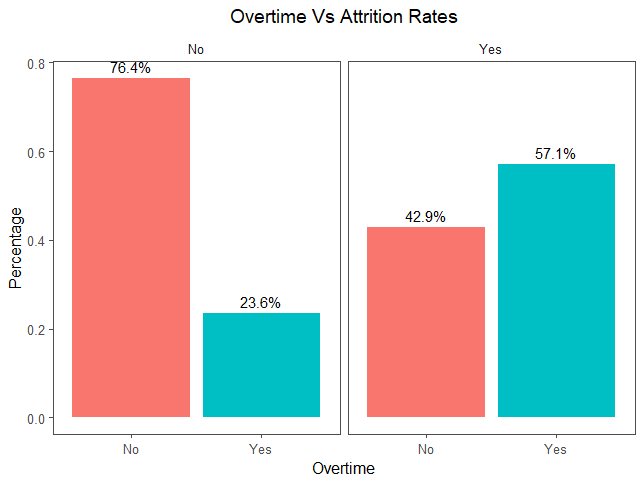 Overtime Vs Attrition Rates
No
Yes
0.8
0.6
0.4
0.2
0.0
Percentage
76.4%
23.6%
42.9%
57.1%
No
Yes
No
Yes
Overtime